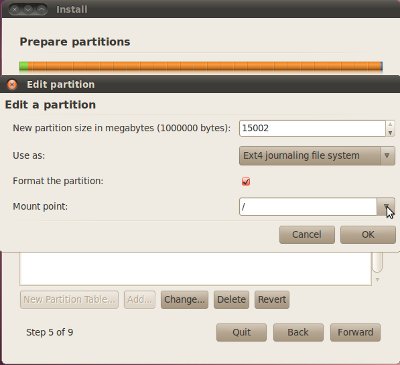 Install
Prepare partitions
Edit partition
Edit a partition
New partition size in megabytes (1000000 bytes): 15002
Use as: Ext4 journaling file system
Format the partition:
Mount point: /
Cancel OK
New Partition Table... Add... Change... Delete Revert
Step 5 of 9 Quit Back Forward